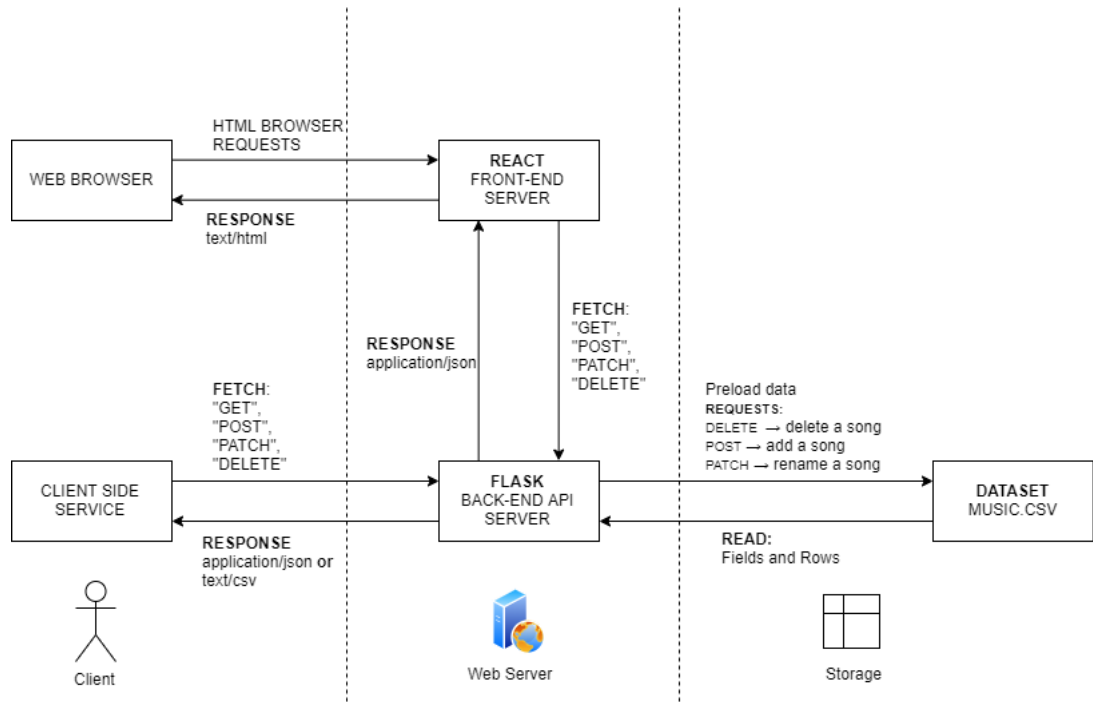 HTML BROWSER
REQUESTS
WEB BROWSER
REACT
FRONT-END
SERVER
RESPONSE
text/html
RESPONSE
application/json
FETCH:
"GET",
"POST",
"PATCH",
"DELETE"
FETCH:
"GET",
"POST",
"PATCH",
"DELETE"
Preload data
REQUESTS:
DELETE → delete a song
POST → add a song
PATCH → rename a song
CLIENT SIDE
SERVICE
FLASK
BACK-END API
SERVER
DATASET
MUSIC.CSV
RESPONSE
application/json or
text/csv
READ:
Fields and Rows
Client
Web Server
Storage